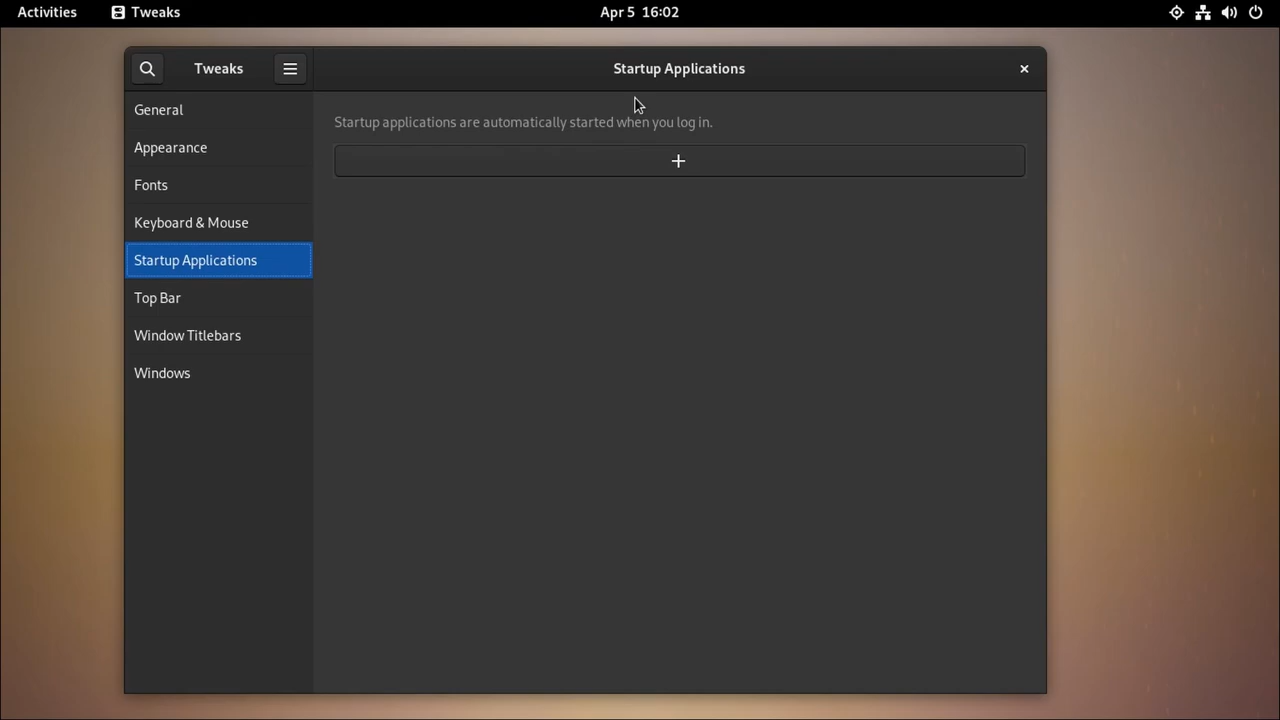 Activities
Tweaks
Apr 5 16:02
Tweaks
Startup Applications
General
Appearance
Fonts
Keyboard & Mouse
Startup Applications
Top Bar
Window Titlebars
Windows
Startup applications are automatically started when you log in.